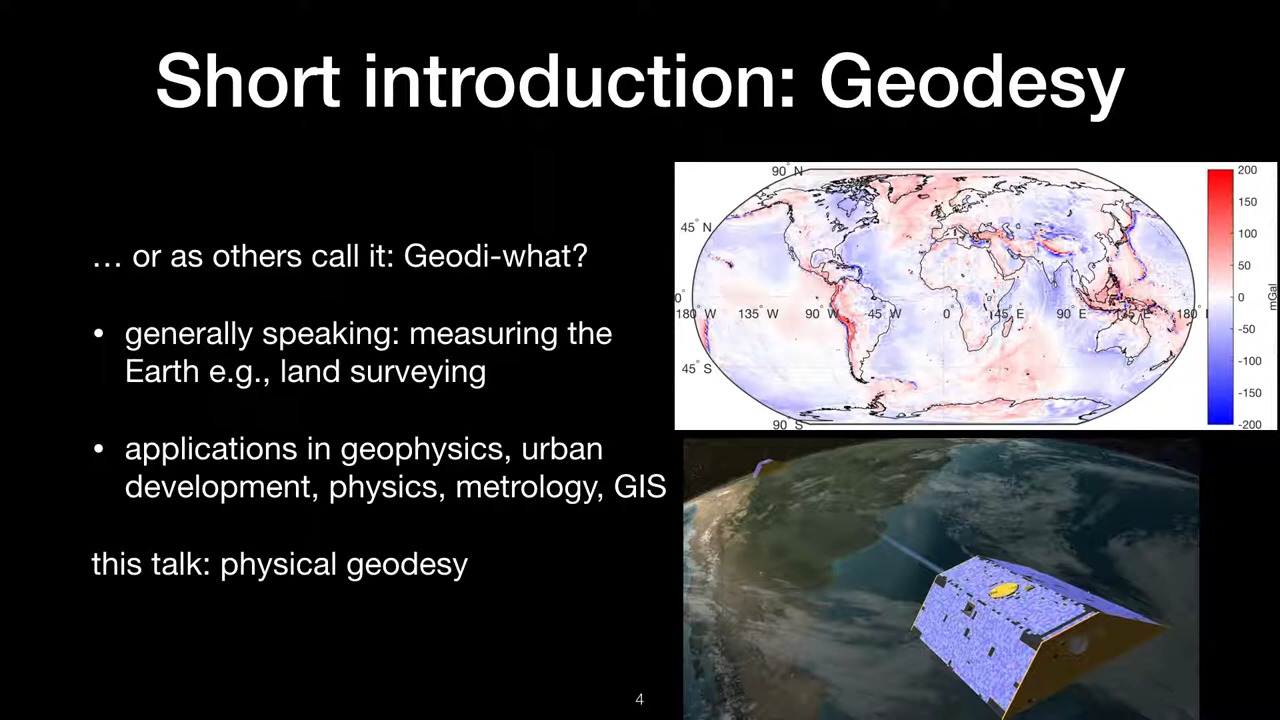 Short introduction: Geodesy
… or as others call it: Geodi-what?
• generally speaking: measuring the
Earth e.g., land surveying
• applications in geophysics, urban
development, physics, metrology, GIS
this talk: physical geodesy
90° N
45° N
0°
180° W 135° W 90° W 45° W 0° 45° E 90° E 135° E 180°
45° S
90° S
200
150
100
50
0
-50
-100
-150
-200
mGal
4